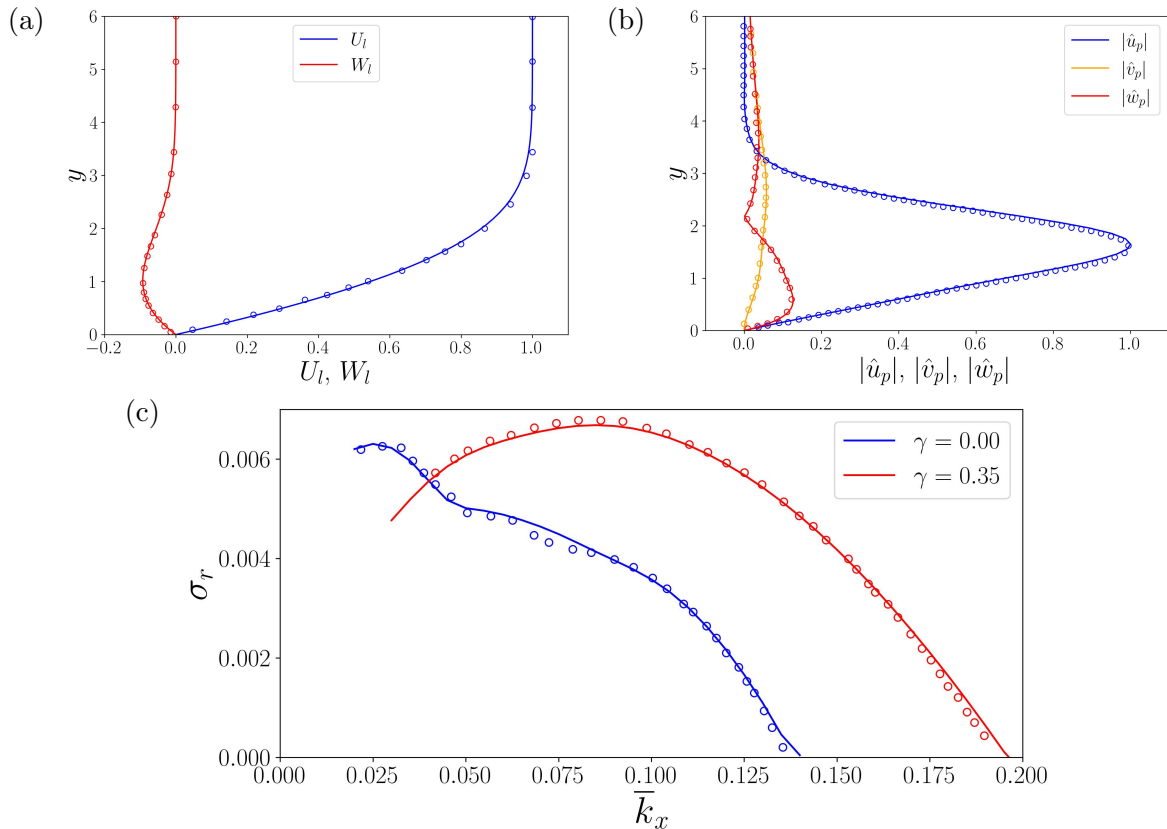 (a)
6
5
4
3
2
1
0
y
−0.2
0.0
0.2
0.4
0.6
0.8
1.0
U_l, W_l
U_l
W_l
(b)
6
5
4
3
2
1
0
y
0.0
0.2
0.4
0.6
0.8
1.0
|û_p|, |v̂_p|, |ŵ_p|
|û_p|
|v̂_p|
|ŵ_p|
(c)
0.006
0.004
0.002
0.000
σ_r
0.000
0.025
0.050
0.075
0.100
0.125
0.150
0.175
0.200
k̅_x
γ = 0.00
γ = 0.35